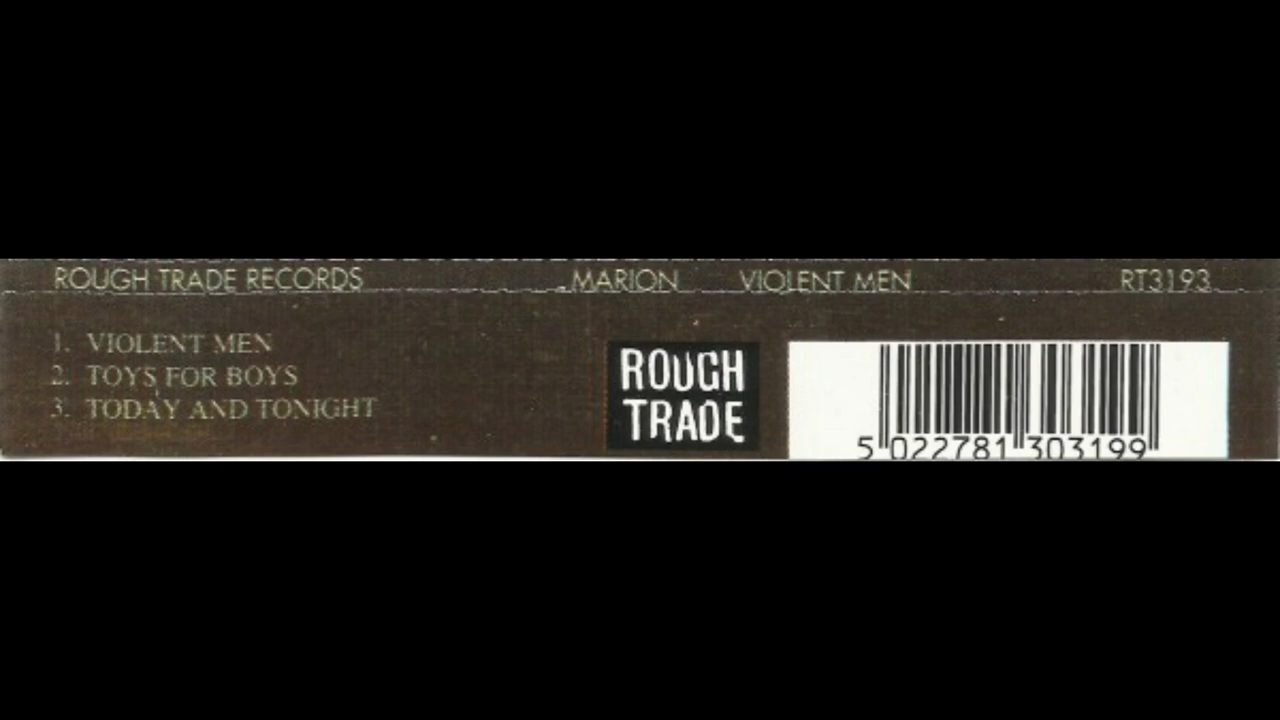 ROUGH TRADE RECORDS MARION VIOLENT MEN RT3193
1. VIOLENT MEN
2. TOYS FOR BOYS
3. TODAY AND TONIGHT
ROUGH
TRADE
5 022781 303199